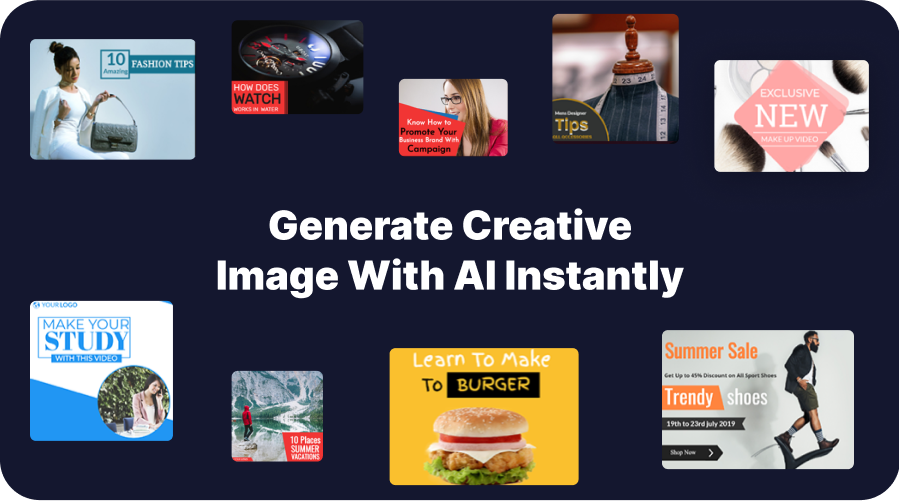 10
Amazing
FASHION TIPS
HOW DOES
WATCH
WORKS IN WATER
Know How to
Promote Your
Business Brand With
Campaign
Mens Designer
Tips
EXCLUSIVE
NEW
MAKE UP VIDEO
Generate Creative
Image With AI Instantly
YOUR LOGO
MAKE YOUR
STUDY
WITH THIS VIDEO
10 Places
SUMMER
VACATIONS
Learn To Make
To BURGER
Summer Sale
Get Up to 45% Discount on All Sport Shoes
Trendy shoes
19th to 23rd July 2019
Shop Now